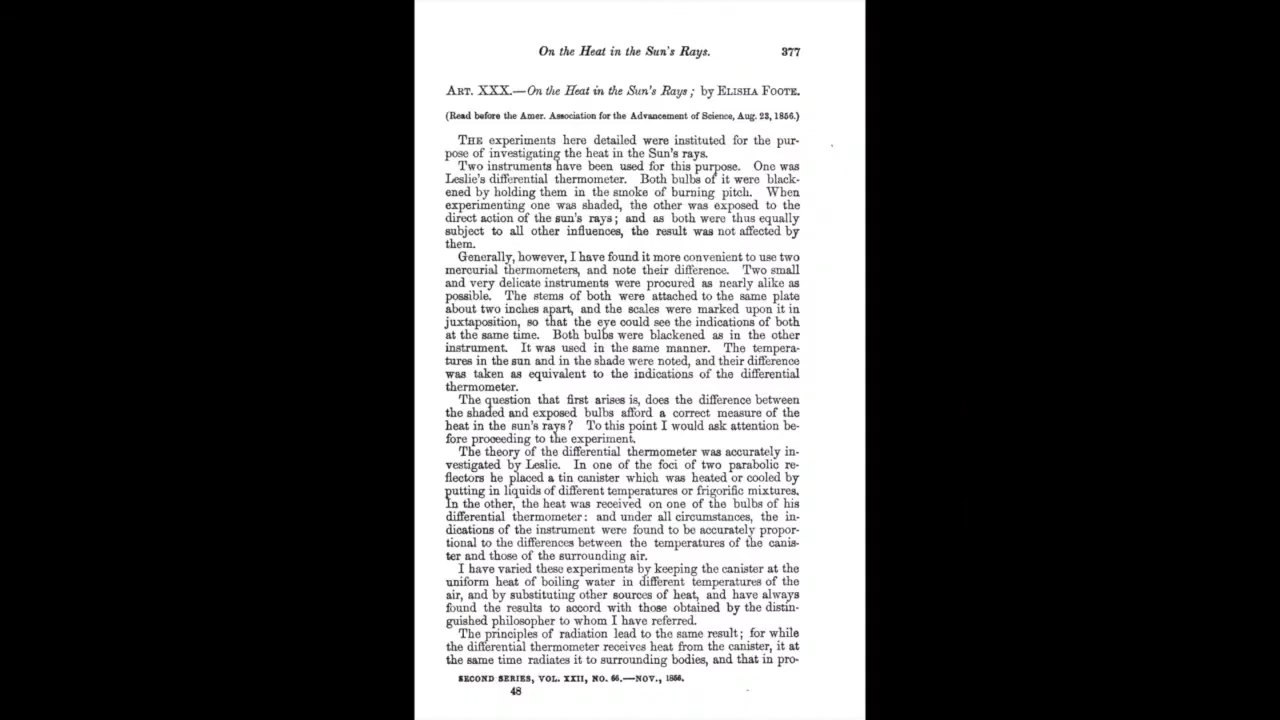 On the Heat in the Sun's Rays. 377
ART. XXX.—On the Heat in the Sun's Rays; by ELISHA FOOTE.
(Read before the Amer. Association for the Advancement of Science, Aug. 23, 1856.)
THE experiments here detailed were instituted for the pur-
pose of investigating the heat in the Sun's rays.
Two instruments have been used for this purpose. One was
Leslie's differential thermometer. Both bulbs of it were black-
ened by holding them in the smoke of burning pitch. When
experimenting one was shaded, the other was exposed to the
direct action of the sun's rays; and as both were thus equally
subject to all other influences, the result was not affected by
them.
Generally, however, I have found it more convenient to use two
mercurial thermometers, and note their difference. Two small
and very delicate instruments were procured as nearly alike as
possible. The stems of both were attached to the same plate
about two inches apart, and the scales were marked upon it in
juxtaposition, so that the eye could see the indications of both
at the same time. Both bulbs were blackened as in the other
instrument. It was used in the same manner. The tempera-
tures in the sun and in the shade were noted, and their difference
was taken as equivalent to the indications of the differential
thermometer.
The question that first arises is, does the difference between
the shaded and exposed bulbs afford a correct measure of the
heat in the sun's rays? To this point I would ask attention be-
fore proceeding to the experiment.
The theory of the differential thermometer was accurately in-
vestigated by Leslie. In one of the foci of two parabolic re-
flectors he placed a tin canister which was heated or cooled by
putting in liquids of different temperatures or frigorific mixtures.
In the other, the heat was received on one of the bulbs of his
differential thermometer: and under all circumstances, the in-
dications of the instrument were found to be accurately propor-
tional to the differences between the temperatures of the canis-
ter and those of the surrounding air.
I have varied these experiments by keeping the canister at the
uniform heat of boiling water in different temperatures of the
air, and by substituting other sources of heat, and have always
found the results to accord with those obtained by the distin-
guished philosopher to whom I have referred.
The principles of radiation lead to the same result; for while
the differential thermometer receives heat from the canister, it at
the same time radiates it to surrounding bodies, and that in pro-
SECOND SERIES, VOL. XXII, NO. 66.—NOV., 1856.
48